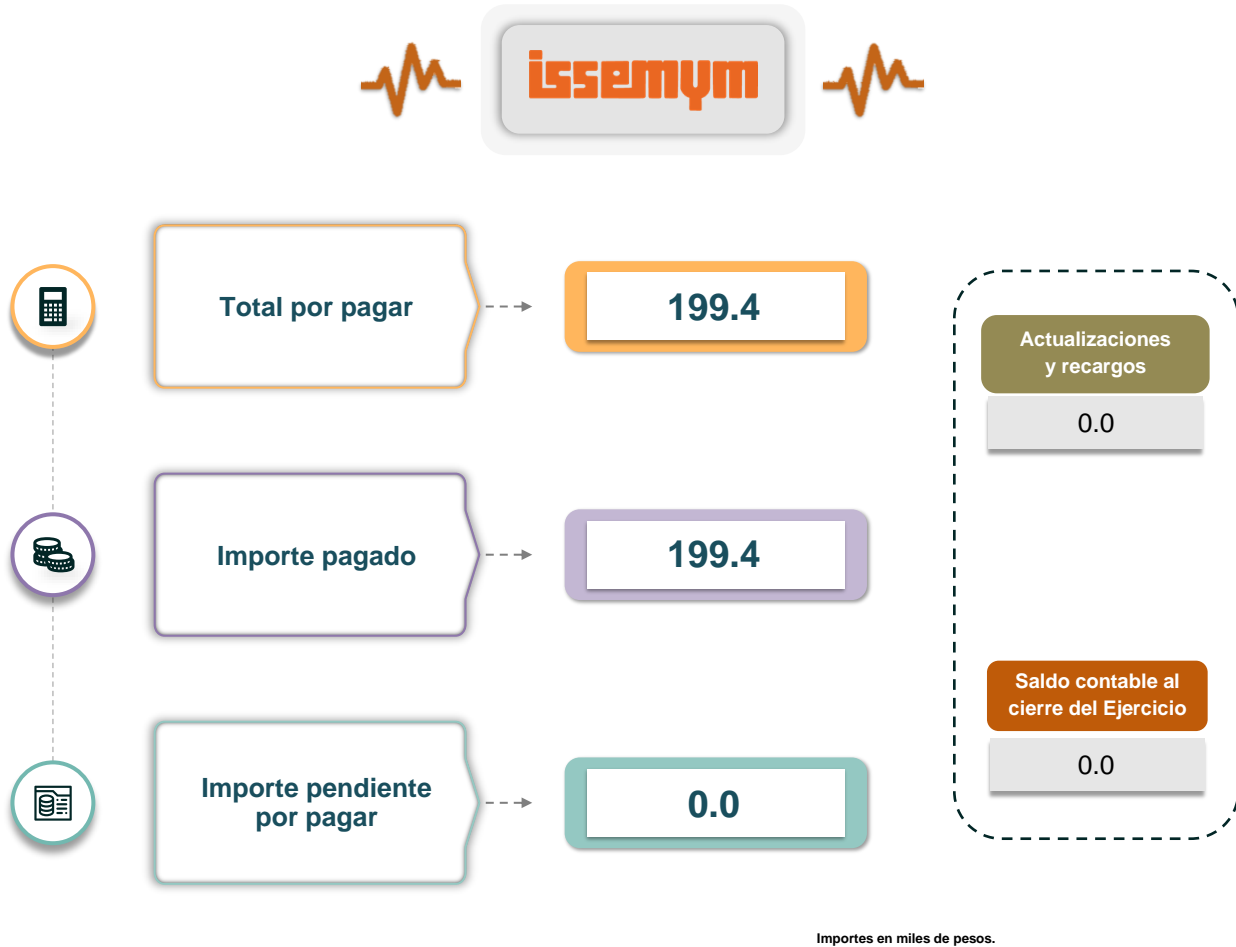 issemym
Total por pagar
199.4
Actualizaciones
y recargos
0.0
Importe pagado
199.4
Saldo contable al
cierre del Ejercicio
0.0
Importe pendiente
por pagar
0.0
Importes en miles de pesos.